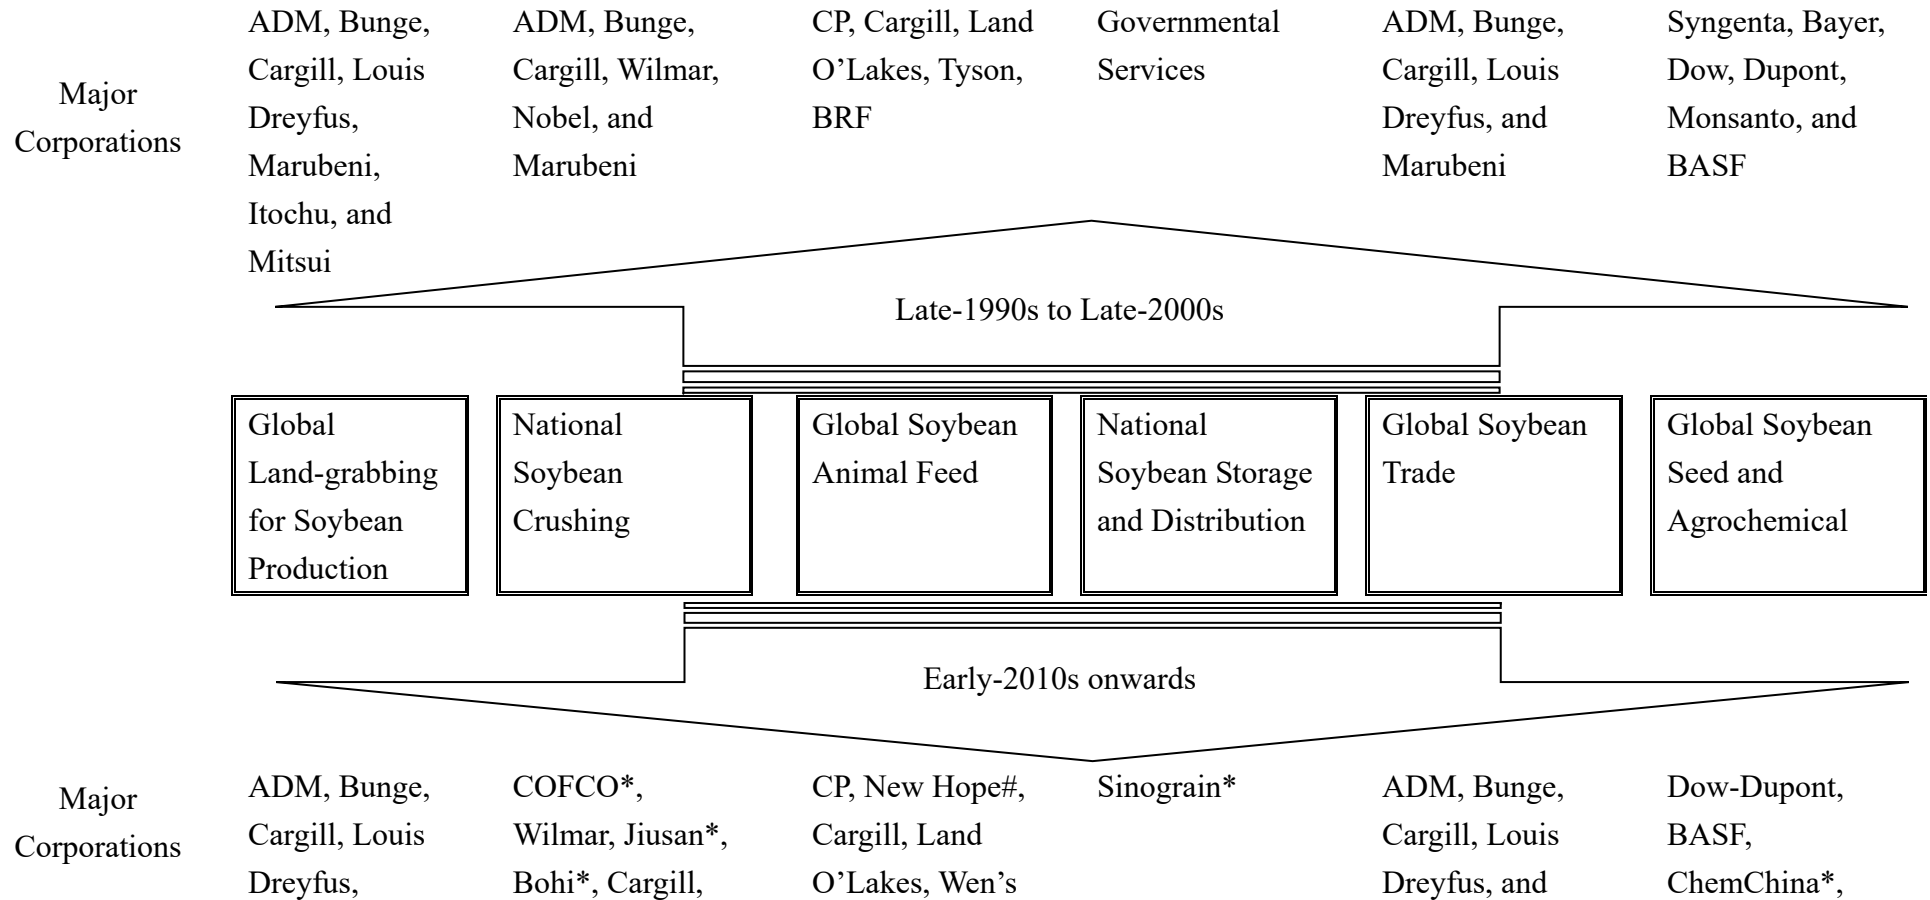 Major
Corporations
ADM, Bunge,
Cargill, Louis
Dreyfus,
Marubeni,
Itochu, and
Mitsui
ADM, Bunge,
Cargill, Wilmar,
Nobel, and
Marubeni
CP, Cargill, Land
O’Lakes, Tyson,
BRF
Governmental
Services
ADM, Bunge,
Cargill, Louis
Dreyfus, and
Marubeni
Syngenta, Bayer,
Dow, Dupont,
Monsanto, and
BASF
Late-1990s to Late-2000s
Global
Land-grabbing
for Soybean
Production
National
Soybean
Crushing
Global Soybean
Animal Feed
National
Soybean Storage
and Distribution
Global Soybean
Trade
Global Soybean
Seed and
Agrochemical
Early-2010s onwards
Major
Corporations
ADM, Bunge,
Cargill, Louis
Dreyfus,
COFCO*,
Wilmar, Jiusan*,
Bohi*, Cargill,
CP, New Hope#,
Cargill, Land
O’Lakes, Wen’s
Sinograin*
ADM, Bunge,
Cargill, Louis
Dreyfus, and
Dow-Dupont,
BASF,
ChemChina*,